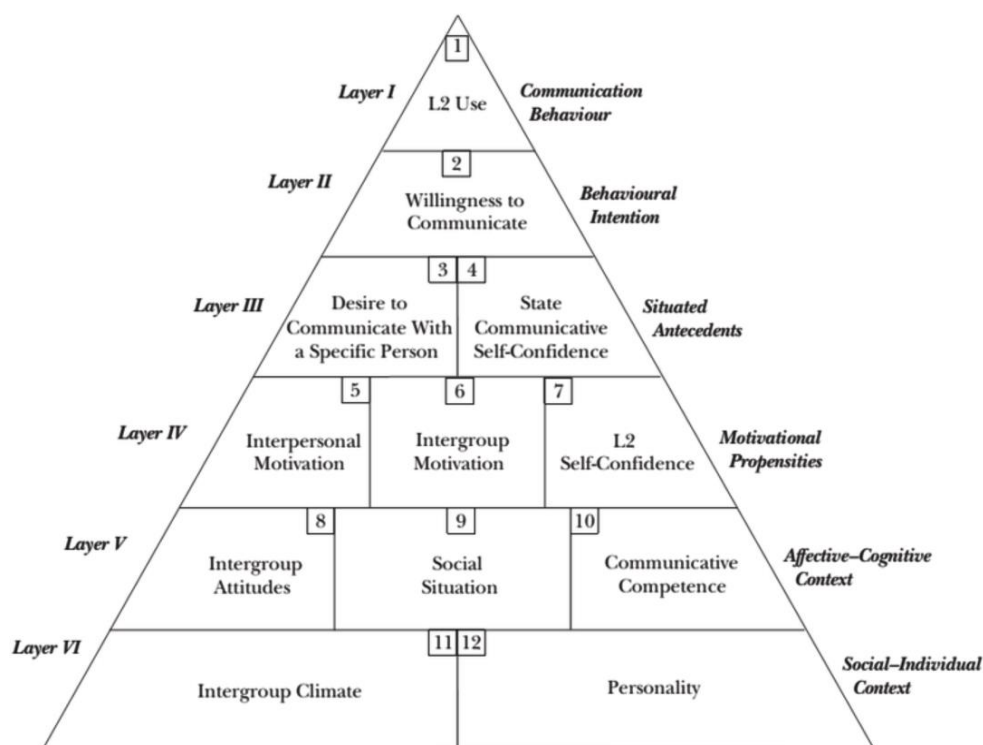 1
Layer I
L2 Use
Communication
Behaviour
2
Layer II
Willingness to
Communicate
Behavioural
Intention
3 4
Layer III
Desire to
Communicate With
a Specific Person
State
Communicative
Self-Confidence
Situated
Antecedents
5 6 7
Layer IV
Interpersonal
Motivation
Intergroup
Motivation
L2
Self-Confidence
Motivational
Propensities
8 9 10
Layer V
Intergroup
Attitudes
Social
Situation
Communicative
Competence
Affective–Cognitive
Context
11 12
Layer VI
Intergroup Climate
Personality
Social–Individual
Context